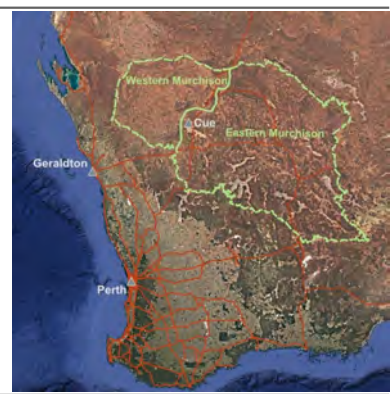 Western Murchison
Cue
Eastern Murchison
Geraldton
Perth